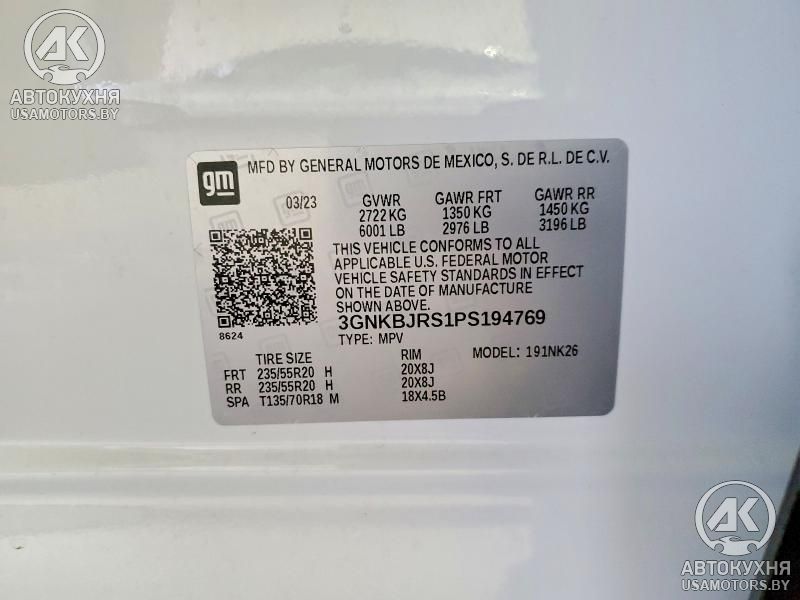 АК
АВТОКУХНЯ
USAMOTORS.BY
gm
MFD BY GENERAL MOTORS DE MEXICO, S. DE R.L. DE C.V.
03/23 GVWR GAWR FRT GAWR RR
2722 KG 1350 KG 1450 KG
6001 LB 2976 LB 3196 LB
THIS VEHICLE CONFORMS TO ALL
APPLICABLE U.S. FEDERAL MOTOR
VEHICLE SAFETY STANDARDS IN EFFECT
ON THE DATE OF MANUFACTURE
SHOWN ABOVE.
8624
3GNKBJRS1PS194769
TYPE: MPV MODEL: 191NK26
TIRE SIZE RIM
FRT 235/55R20 H 20X8J
RR 235/55R20 H 20X8J
SPA T135/70R18 M 18X4.5B
АК
АВТОКУХНЯ
USAMOTORS.BY